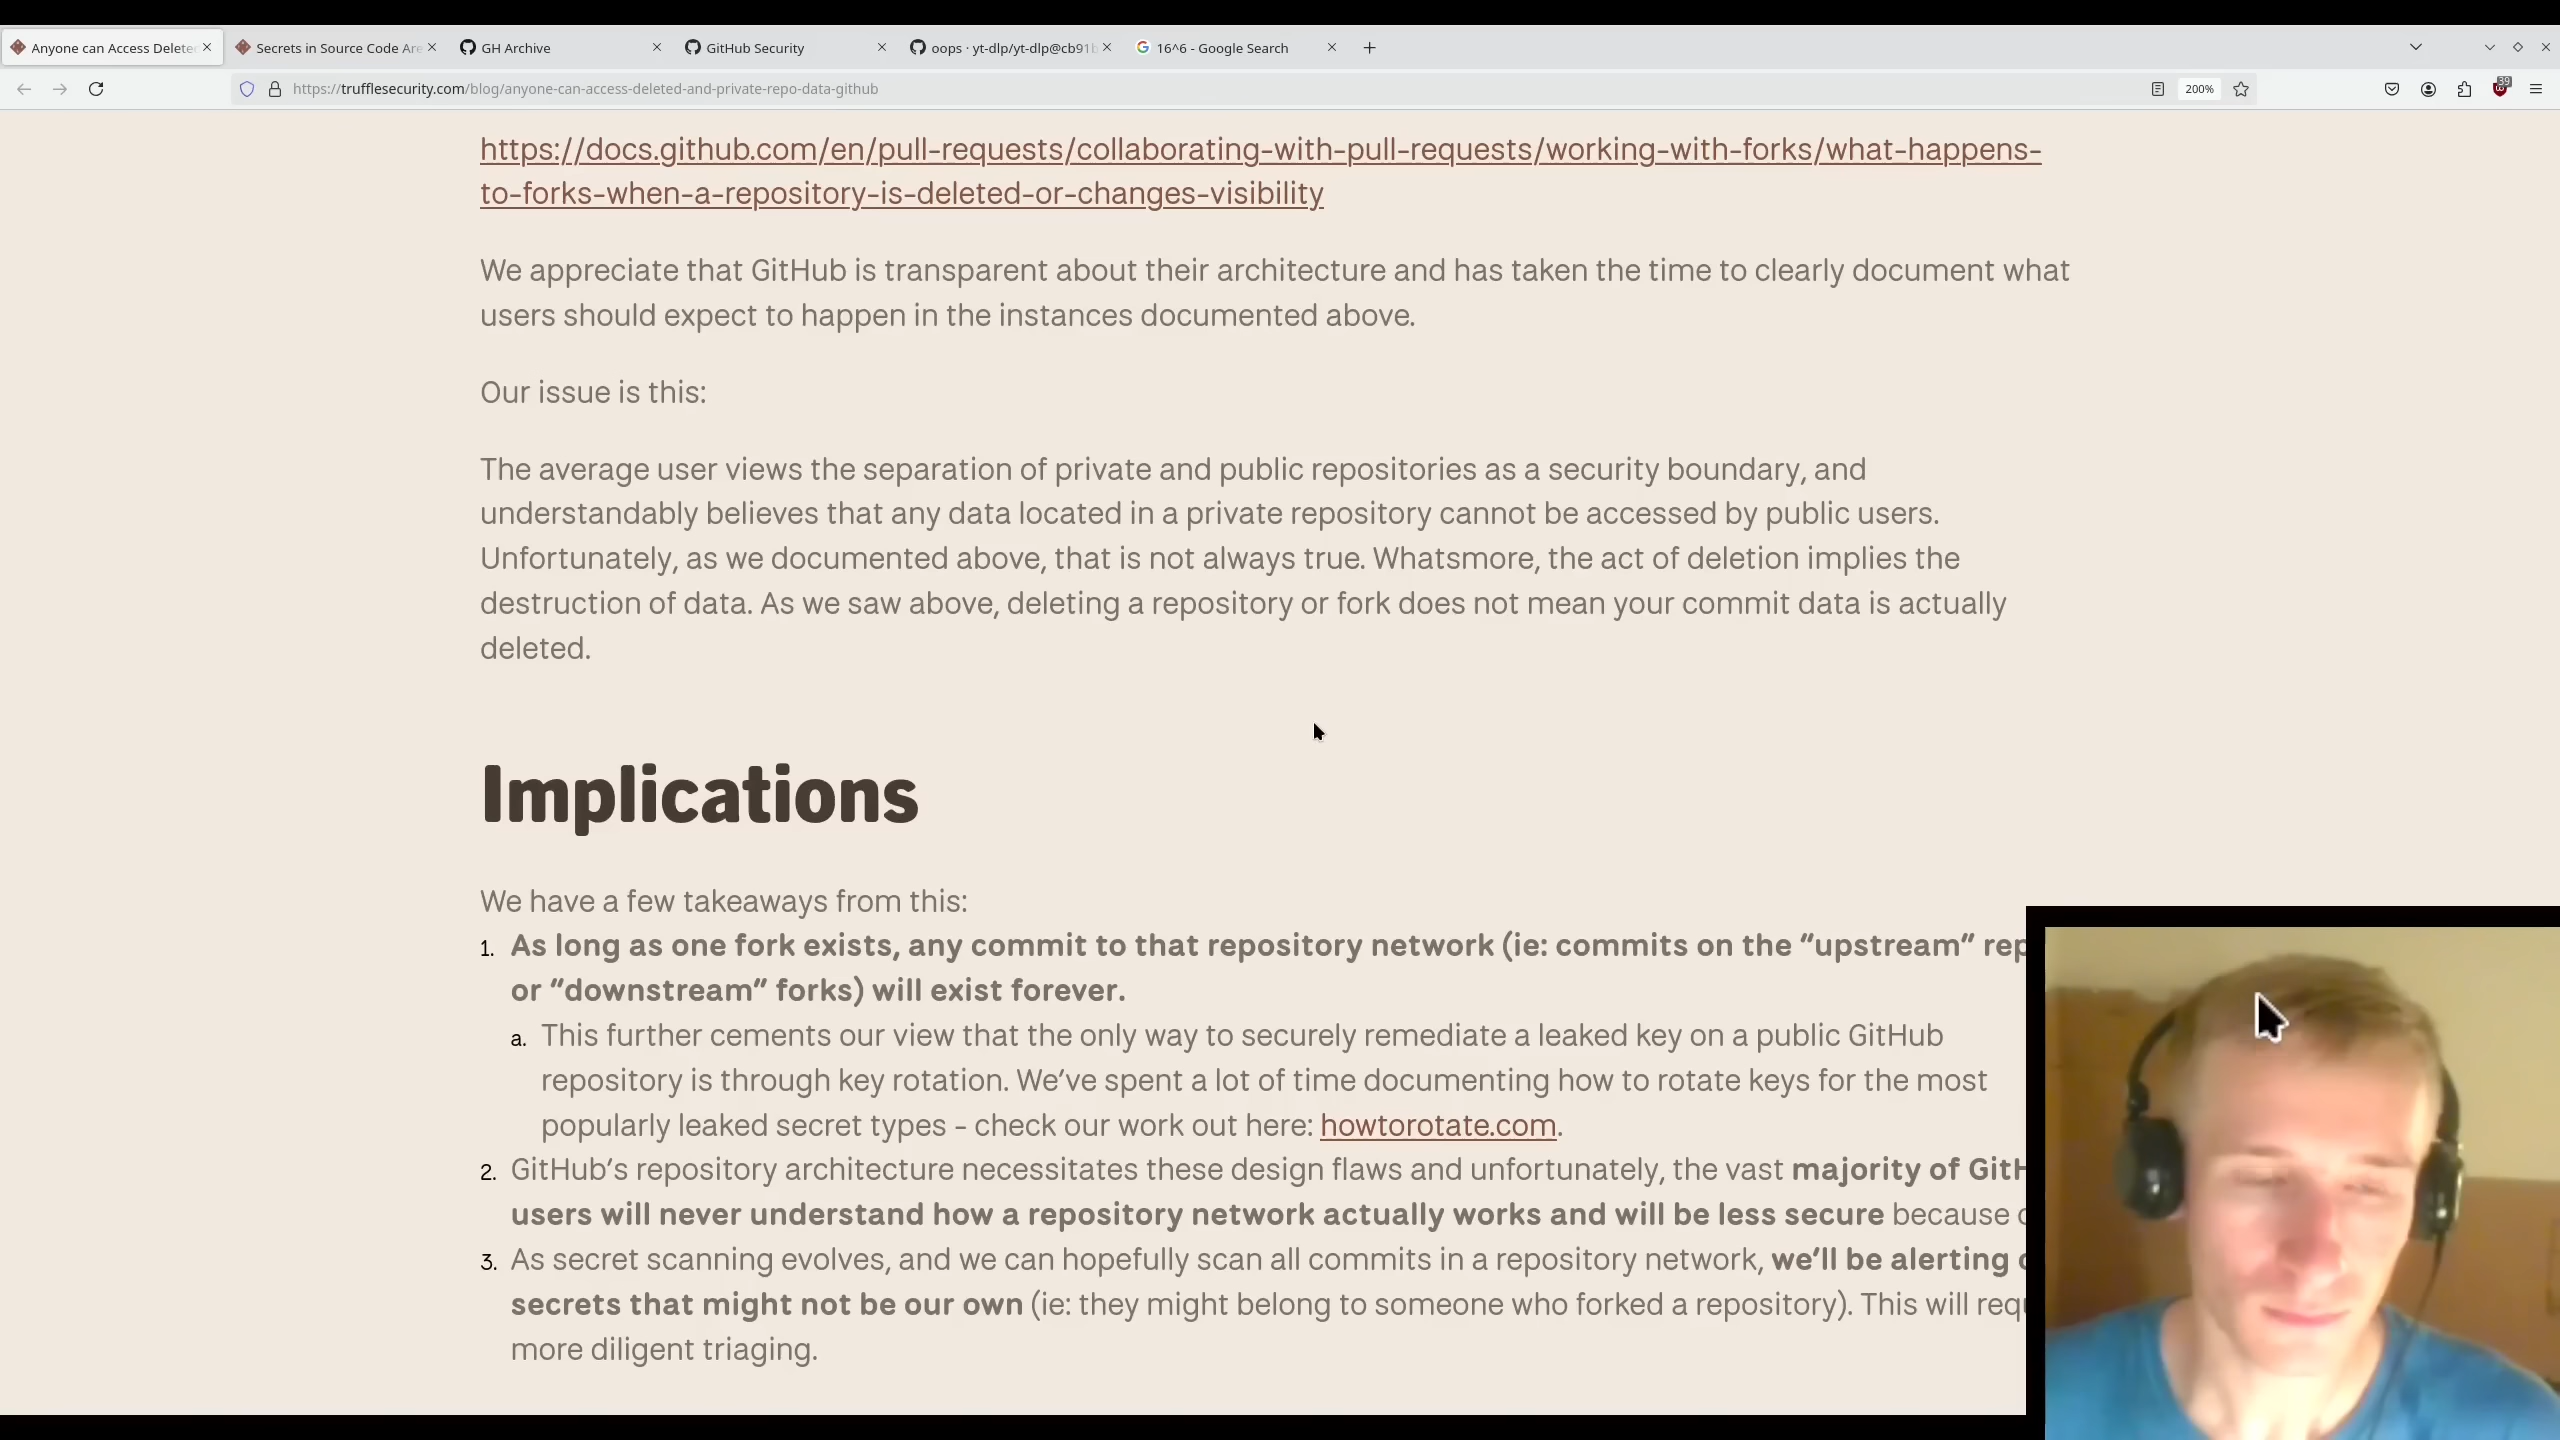 Anyone can Access Delete
Secrets in Source Code Are
GH Archive
GitHub Security
oops · yt-dlp/yt-dlp@cb91b
16^6 - Google Search
https://trufflesecurity.com/blog/anyone-can-access-deleted-and-private-repo-data-github
200%
39
https://docs.github.com/en/pull-requests/collaborating-with-pull-requests/working-with-forks/what-happens-
to-forks-when-a-repository-is-deleted-or-changes-visibility
We appreciate that GitHub is transparent about their architecture and has taken the time to clearly document what
users should expect to happen in the instances documented above.
Our issue is this:
The average user views the separation of private and public repositories as a security boundary, and
understandably believes that any data located in a private repository cannot be accessed by public users.
Unfortunately, as we documented above, that is not always true. Whatsmore, the act of deletion implies the
destruction of data. As we saw above, deleting a repository or fork does not mean your commit data is actually
deleted.
Implications
We have a few takeaways from this:
1. As long as one fork exists, any commit to that repository network (ie: commits on the “upstream” rep
or “downstream” forks) will exist forever.
a. This further cements our view that the only way to securely remediate a leaked key on a public GitHub
repository is through key rotation. We’ve spent a lot of time documenting how to rotate keys for the most
popularly leaked secret types - check our work out here: howtorotate.com.
2. GitHub’s repository architecture necessitates these design flaws and unfortunately, the vast majority of GitH
users will never understand how a repository network actually works and will be less secure because
3. As secret scanning evolves, and we can hopefully scan all commits in a repository network, we’ll be alerting
secrets that might not be our own (ie: they might belong to someone who forked a repository). This will requ
more diligent triaging.